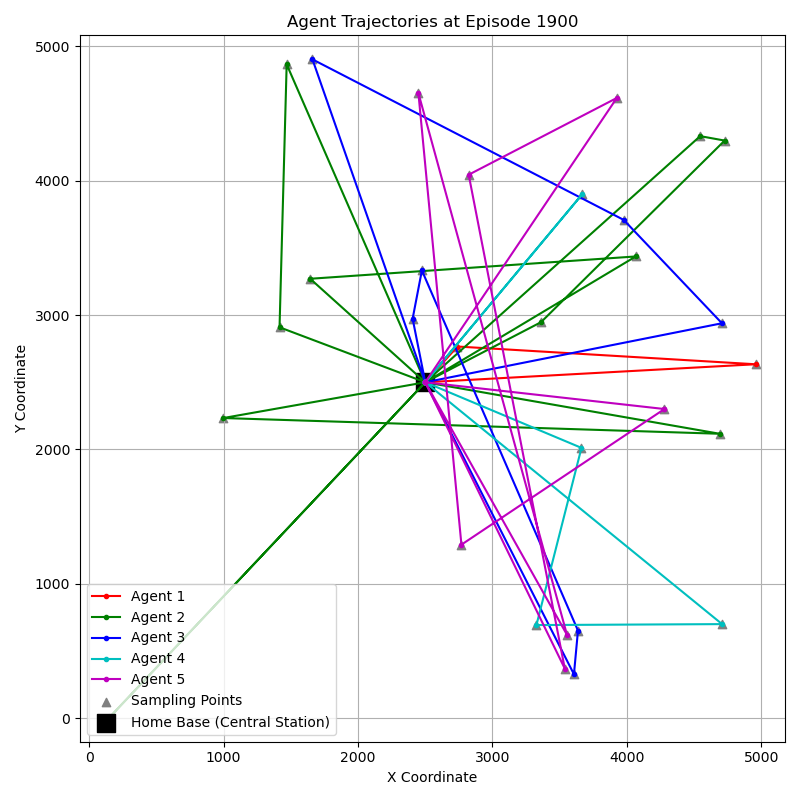 Agent Trajectories at Episode 1900
5000
4000
3000
2000
1000
0
Y Coordinate
Agent 1
Agent 2
Agent 3
Agent 4
Agent 5
Sampling Points
Home Base (Central Station)
0 1000 2000 3000 4000 5000
X Coordinate